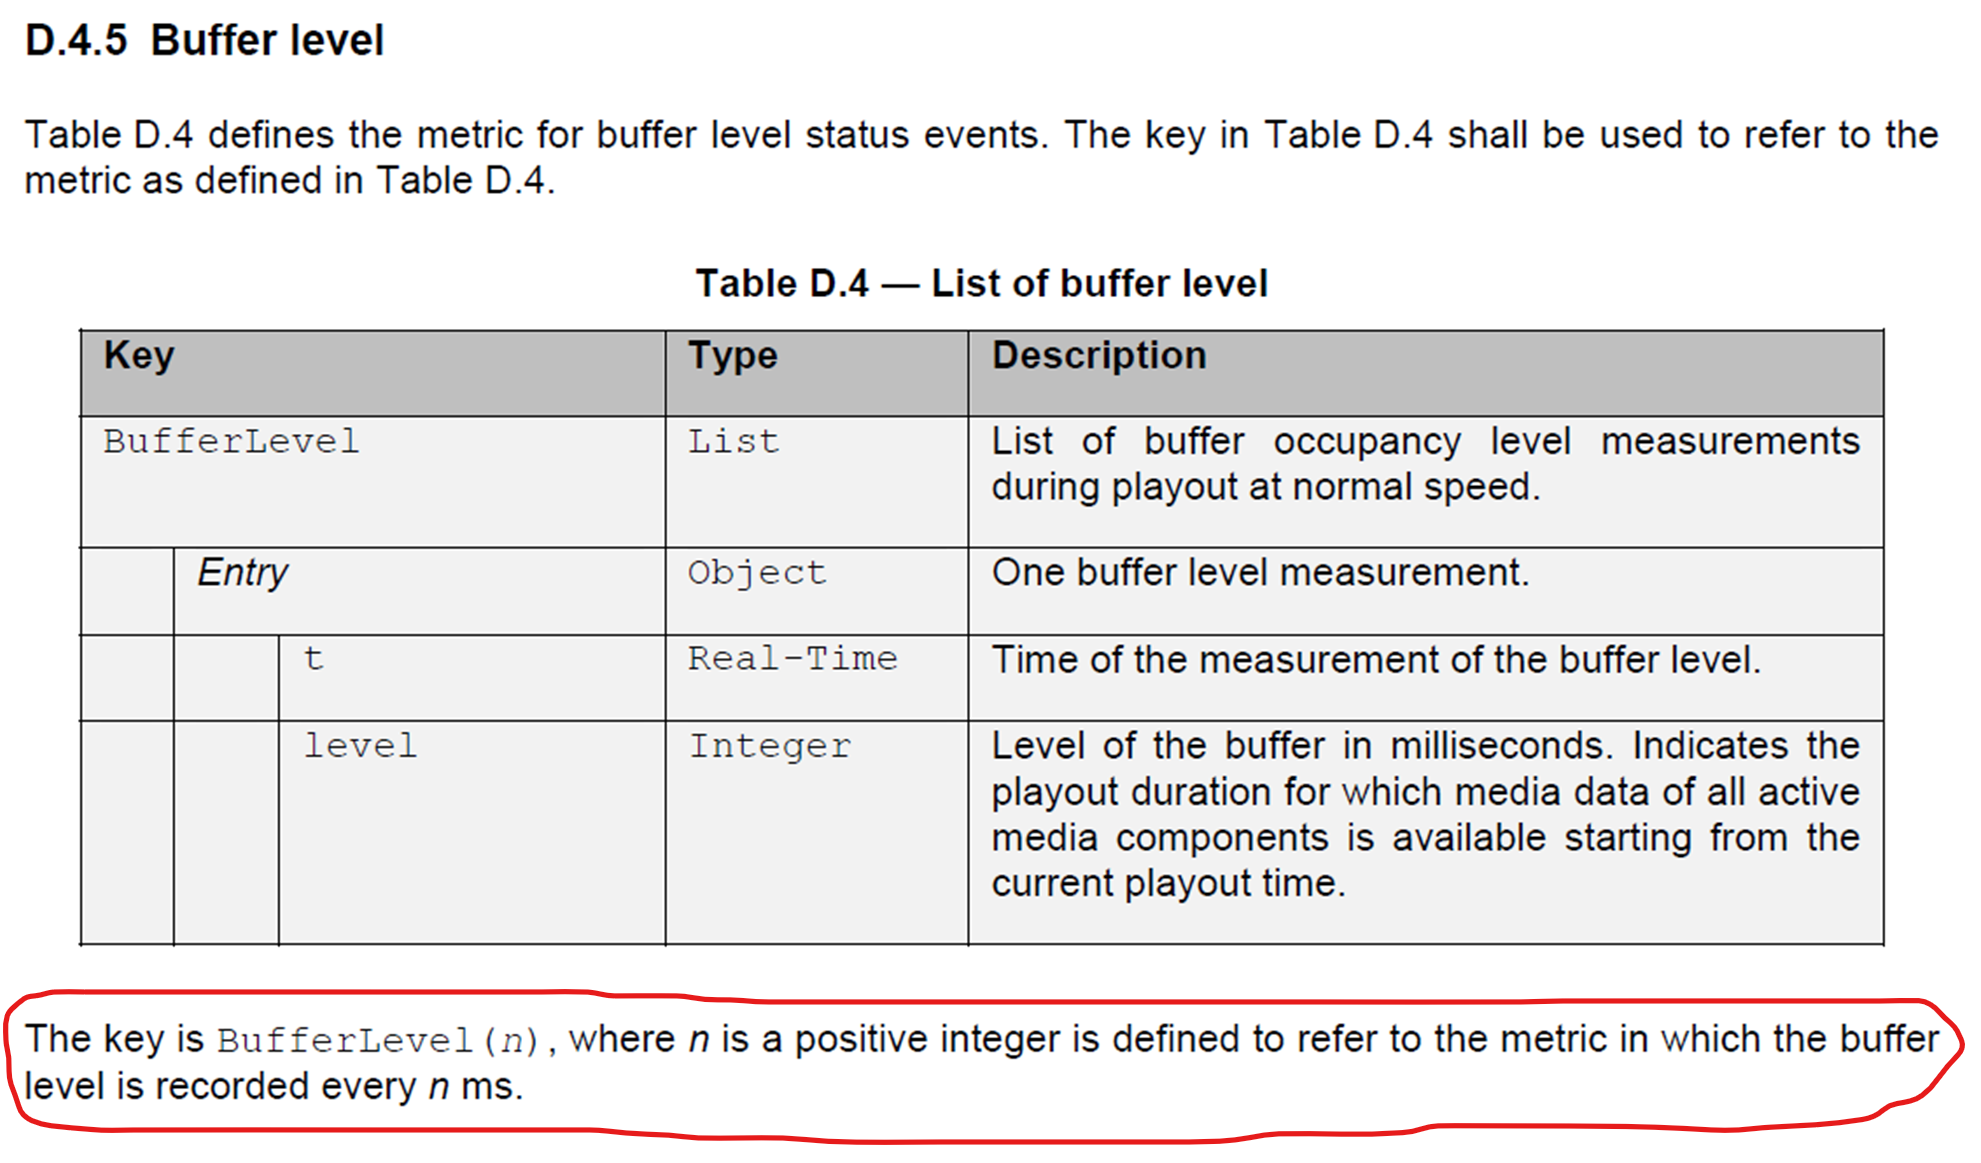 D.4.5 Buffer level
Table D.4 defines the metric for buffer level status events. The key in Table D.4 shall be used to refer to the
metric as defined in Table D.4.
Table D.4 — List of buffer level
Key Type Description
BufferLevel List List of buffer occupancy level measurements
during playout at normal speed.
Entry Object One buffer level measurement.
t Real-Time Time of the measurement of the buffer level.
level Integer Level of the buffer in milliseconds. Indicates the
playout duration for which media data of all active
media components is available starting from the
current playout time.
The key is BufferLevel(n), where n is a positive integer is defined to refer to the metric in which the buffer
level is recorded every n ms.